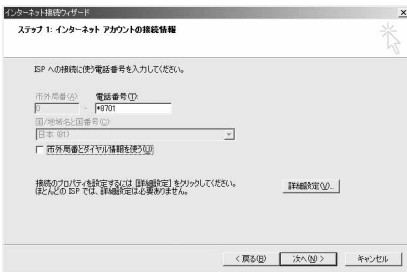 インターネット接続ウィザード
ステップ 1: インターネット アカウントの接続情報
ISP への接続に使う電話番号を入力してください。
市外局番(A): 電話番号(T):
0 - *8701
国/地域名と国番号(C):
日本 (81)
市外局番とダイヤル情報を使う(U)
接続のプロパティを設定するには [詳細設定] をクリックしてください。
ほとんどの ISP では、詳細設定は必要ありません。
詳細設定(V)...
< 戻る(B) 次へ(N) > キャンセル